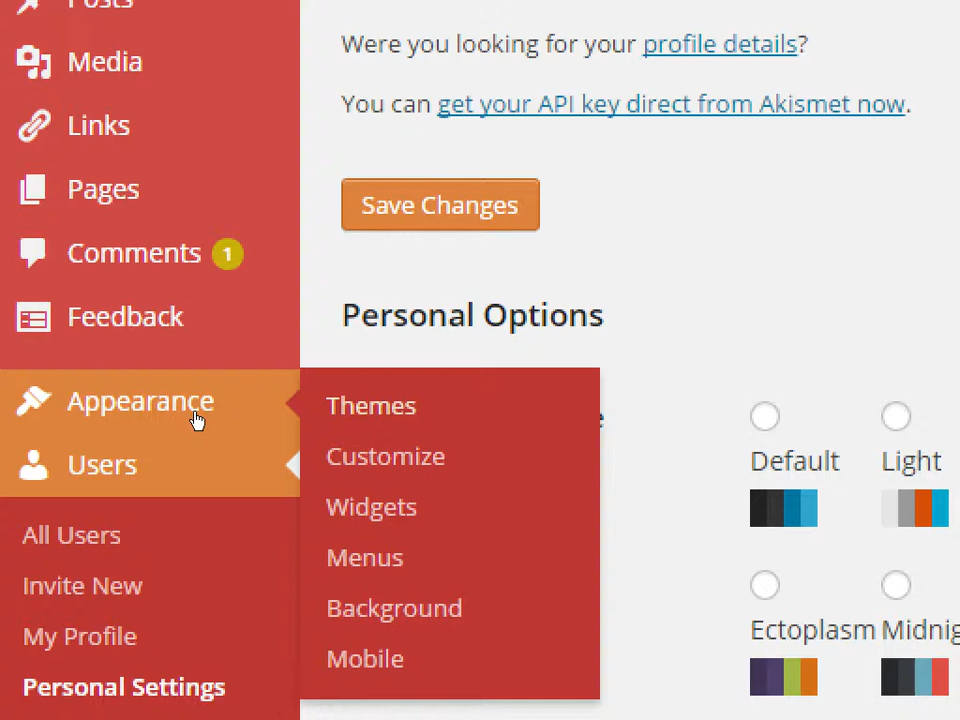 Posts
Media
Links
Pages
Comments 1
Feedback
Appearance
Users
All Users
Invite New
My Profile
Personal Settings
Themes
Customize
Widgets
Menus
Background
Mobile
Were you looking for your profile details?
You can get your API key direct from Akismet now.
Save Changes
Personal Options
Default
Light
Ectoplasm